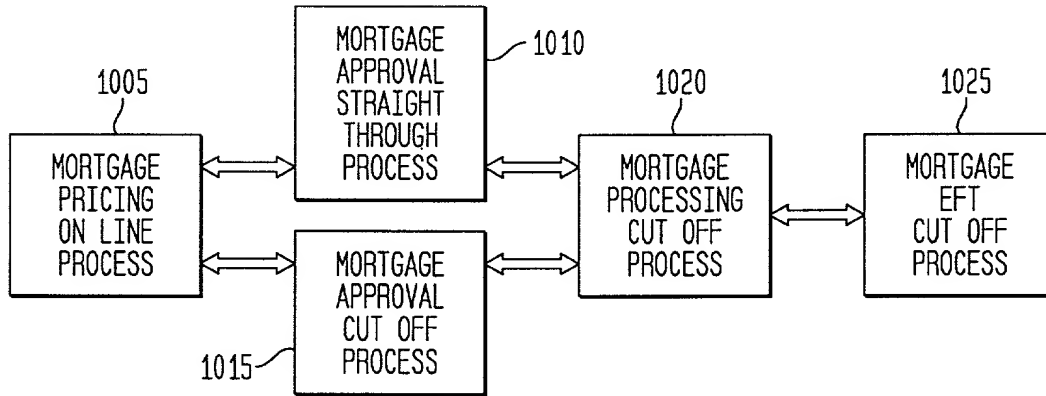 1005
MORTGAGE
PRICING
ON LINE
PROCESS
1010
MORTGAGE
APPROVAL
STRAIGHT
THROUGH
PROCESS
1015
MORTGAGE
APPROVAL
CUT OFF
PROCESS
1020
MORTGAGE
PROCESSING
CUT OFF
PROCESS
1025
MORTGAGE
EFT
CUT OFF
PROCESS